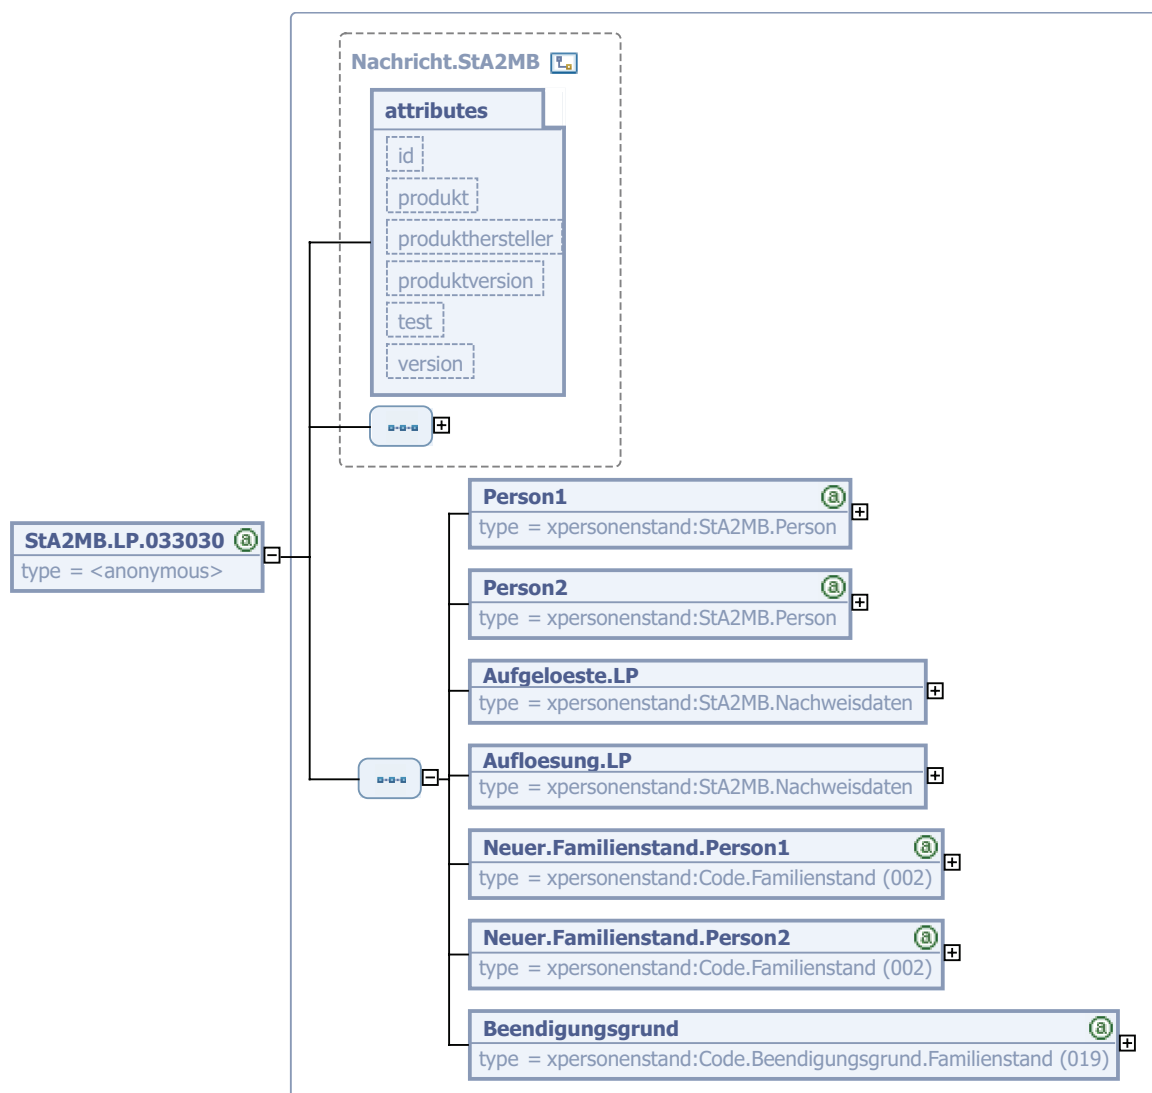 Nachricht.StA2MB
attributes
id
produkt
produkthersteller
produktversion
test
version
StA2MB.LP.033030 a
type = <anonymous>
Person1 a
type = xpersonenstand:StA2MB.Person
Person2 a
type = xpersonenstand:StA2MB.Person
Aufgeloeste.LP
type = xpersonenstand:StA2MB.Nachweisdaten
Aufloesung.LP
type = xpersonenstand:StA2MB.Nachweisdaten
Neuer.Familienstand.Person1 a
type = xpersonenstand:Code.Familienstand (002)
Neuer.Familienstand.Person2 a
type = xpersonenstand:Code.Familienstand (002)
Beendigungsgrund a
type = xpersonenstand:Code.Beendigungsgrund.Familienstand (019)